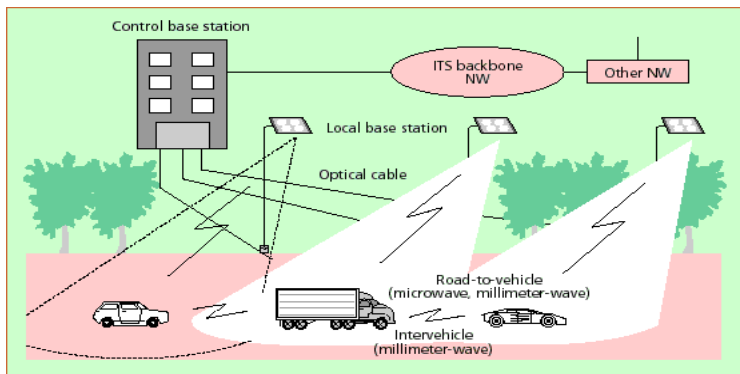 Control base station
ITS backbone
NW
Other NW
Local base station
Optical cable
Road-to-vehicle
(microwave, millimeter-wave)
Intervehicle
(millimeter-wave)